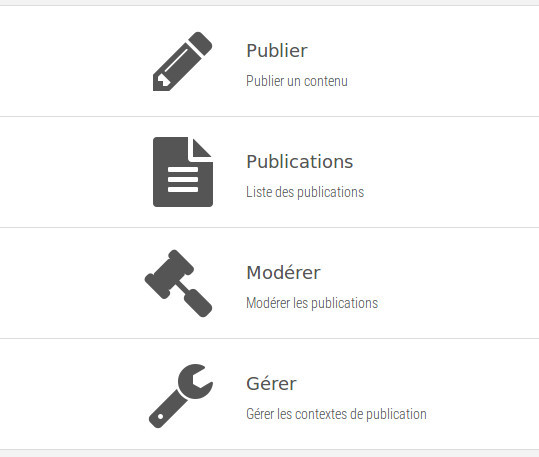 Publier
Publier un contenu
Publications
Liste des publications
Modérer
Modérer les publications
Gérer
Gérer les contextes de publication